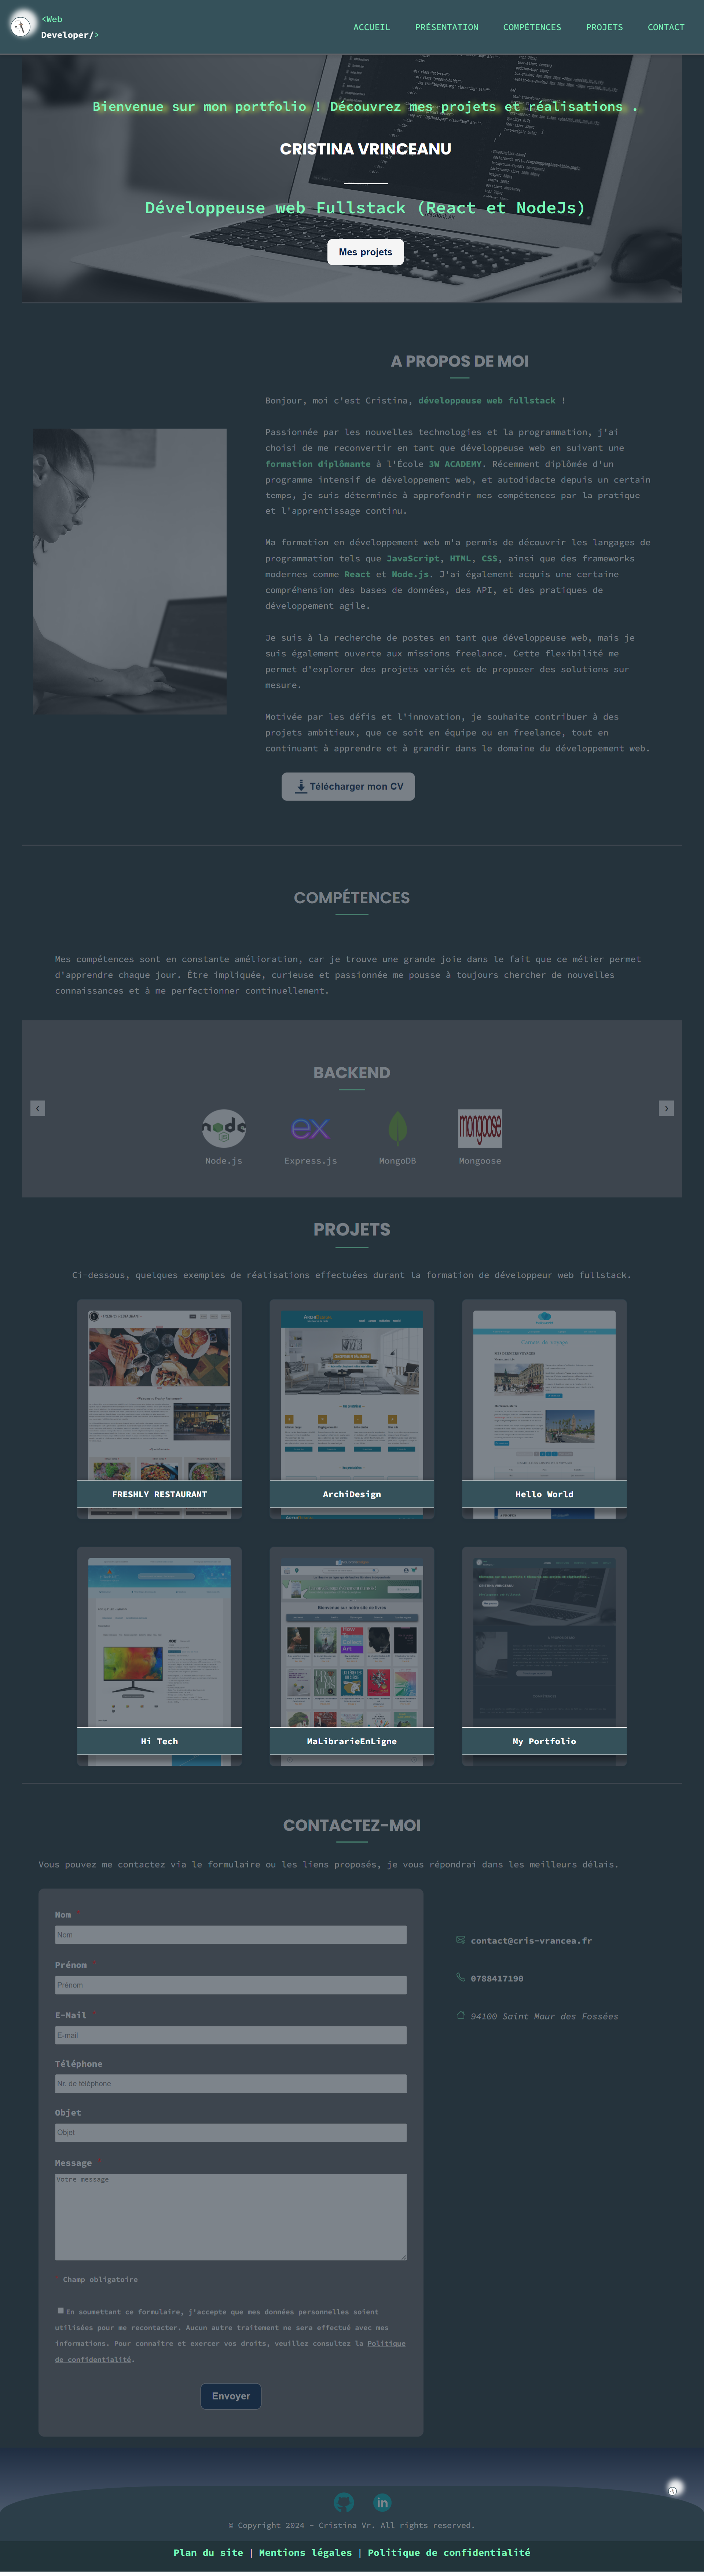 <Web
Developer/>
ACCUEIL PRÉSENTATION COMPÉTENCES PROJETS CONTACT
Bienvenue sur mon portfolio ! Découvrez mes projets et réalisations .
CRISTINA VRINCEANU
Développeuse web Fullstack (React et NodeJs)
Mes projets
A PROPOS DE MOI
Bonjour, moi c'est Cristina, développeuse web fullstack !
Passionnée par les nouvelles technologies et la programmation, j'ai
choisi de me reconvertir en tant que développeuse web en suivant une
formation diplômante à l'École 3W ACADEMY. Récemment diplômée d'un
programme intensif de développement web, et autodidacte depuis un certain
temps, je suis déterminée à approfondir mes compétences par la pratique
et l'apprentissage continu.
Ma formation en développement web m'a permis de découvrir les langages de
programmation tels que JavaScript, HTML, CSS, ainsi que des frameworks
modernes comme React et Node.js. J'ai également acquis une certaine
compréhension des bases de données, des API, et des pratiques de
développement agile.
Je suis à la recherche de postes en tant que développeuse web, mais je
suis également ouverte aux missions freelance. Cette flexibilité me
permet d'explorer des projets variés et de proposer des solutions sur
mesure.
Motivée par les défis et l'innovation, je souhaite contribuer à des
projets ambitieux, que ce soit en équipe ou en freelance, tout en
continuant à apprendre et à grandir dans le domaine du développement web.
Télécharger mon CV
COMPÉTENCES
Mes compétences sont en constante amélioration, car je trouve une grande joie dans le fait que ce métier permet
d'apprendre chaque jour. Être impliquée, curieuse et passionnée me pousse à toujours chercher de nouvelles
connaissances et à me perfectionner continuellement.
BACKEND
‹ node ex mongoose ›
Node.js Express.js MongoDB Mongoose
PROJETS
Ci-dessous, quelques exemples de réalisations effectuées durant la formation de développeur web fullstack.
FRESHLY RESTAURANT ArchiDesign Hello World
Hi Tech MaLibrarieEnLigne My Portfolio
CONTACTEZ-MOI
Vous pouvez me contactez via le formulaire ou les liens proposés, je vous répondrai dans les meilleurs délais.
Nom *
Nom
Prénom *
Prénom
E-Mail *
E-mail
Téléphone
Nr. de téléphone
Objet
Objet
Message *
Votre message
Champ obligatoire
En soumettant ce formulaire, j'accepte que mes données personnelles soient
utilisées pour me recontacter. Aucun autre traitement ne sera effectué avec mes
informations. Pour connaître et exercer vos droits, veuillez consultez la Politique
de confidentialité.
Envoyer
contact@cris-vrancea.fr
0788417190
94100 Saint Maur des Fossées
© Copyright 2024 - Cristina Vr. All rights reserved.
Plan du site | Mentions légales | Politique de confidentialité